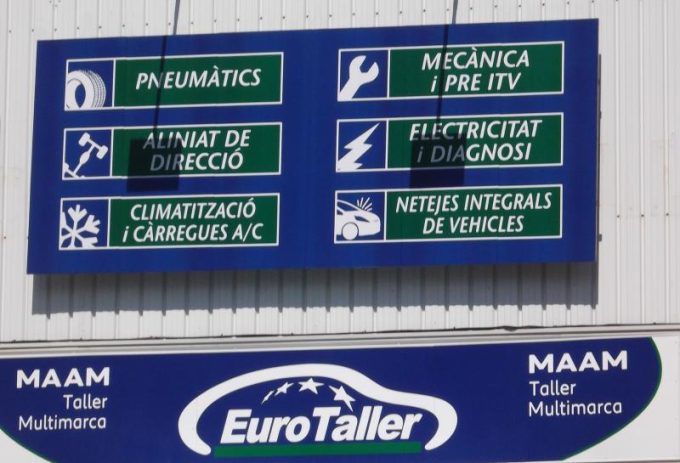 PNEUMÀTICS
MECÀNICA
i PRE ITV
ALINIAT DE
DIRECCIÓ
ELECTRICITAT
i DIAGNOSI
CLIMATITZACIÓ
i CÀRREGUES A/C
NETEJES INTEGRALS
DE VEHICLES
MAAM
Taller
Multimarca
EuroTaller
MAAM
Taller
Multimarca